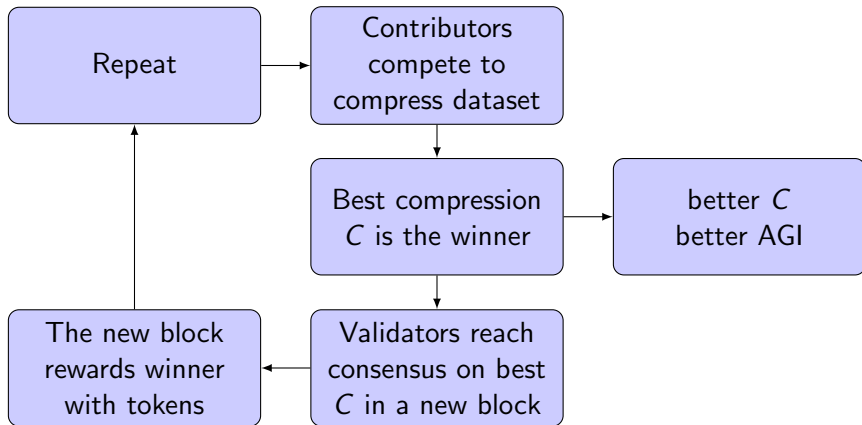 Repeat
Contributors
compete to
compress dataset
Best compression
C is the winner
better C
better AGI
The new block
rewards winner
with tokens
Validators reach
consensus on best
C in a new block